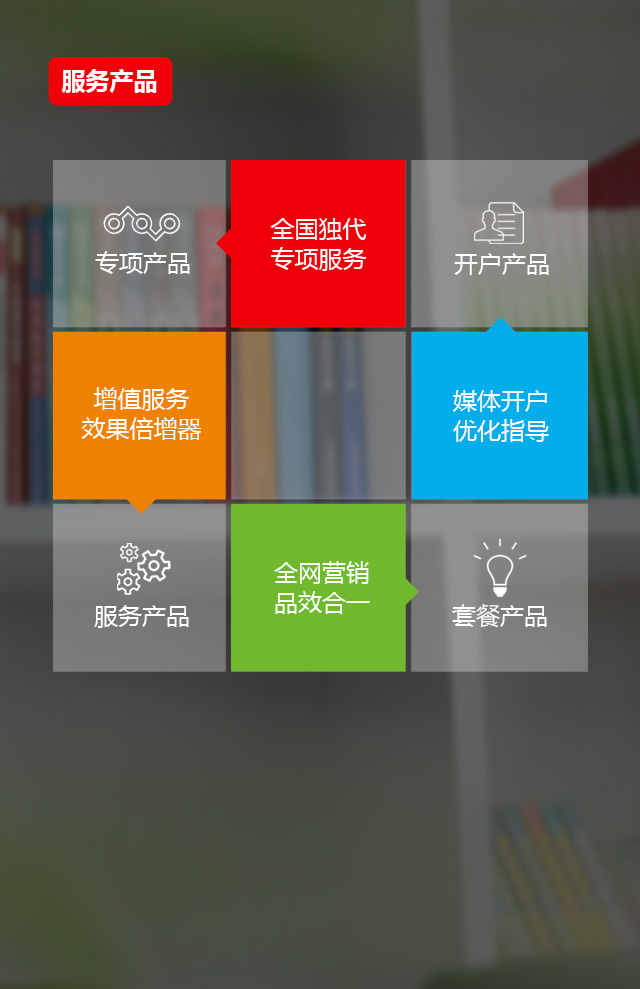 服务产品
专项产品
全国独代
专项服务
开户产品
增值服务
效果倍增器
媒体开户
优化指导
服务产品
全网营销
品效合一
套餐产品